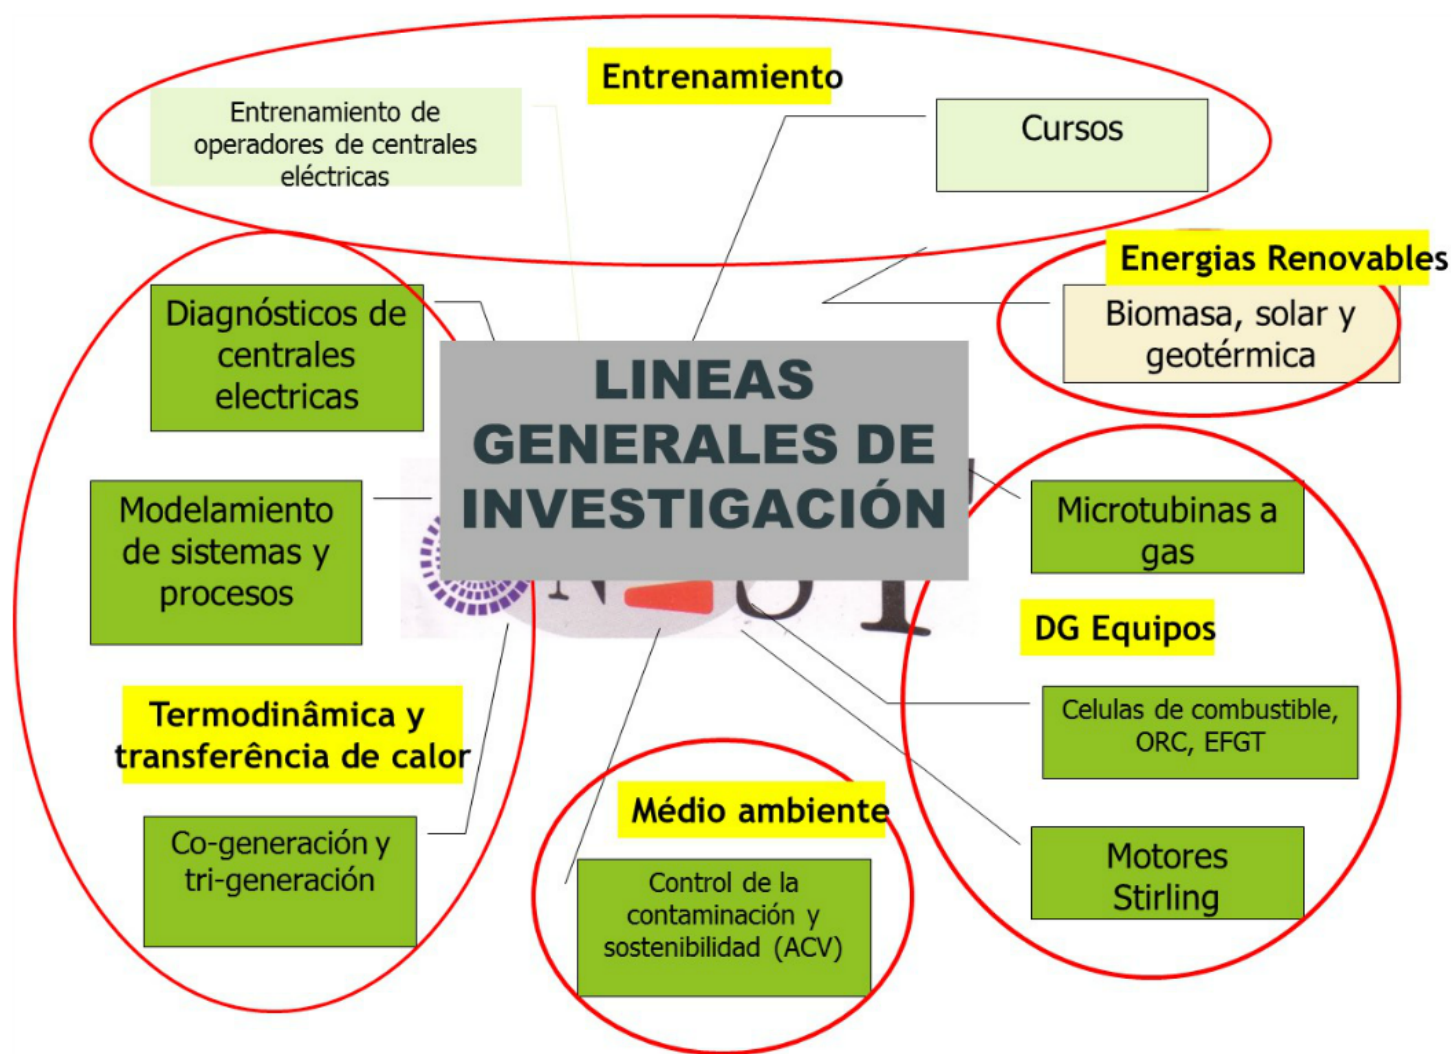 Entrenamiento
Entrenamiento de
operadores de centrales
eléctricas
Cursos
Energias Renovables
Biomasa, solar y
geotérmica
Diagnósticos de
centrales
electricas
LINEAS
GENERALES DE
INVESTIGACIÓN
Modelamiento
de sistemas y
procesos
Microtubinas a
gas
DG Equipos
Termodinâmica y
transferência de calor
Celulas de combustible,
ORC, EFGT
Médio ambiente
Co-generación y
tri-generación
Control de la
contaminación y
sostenibilidad (ACV)
Motores
Stirling